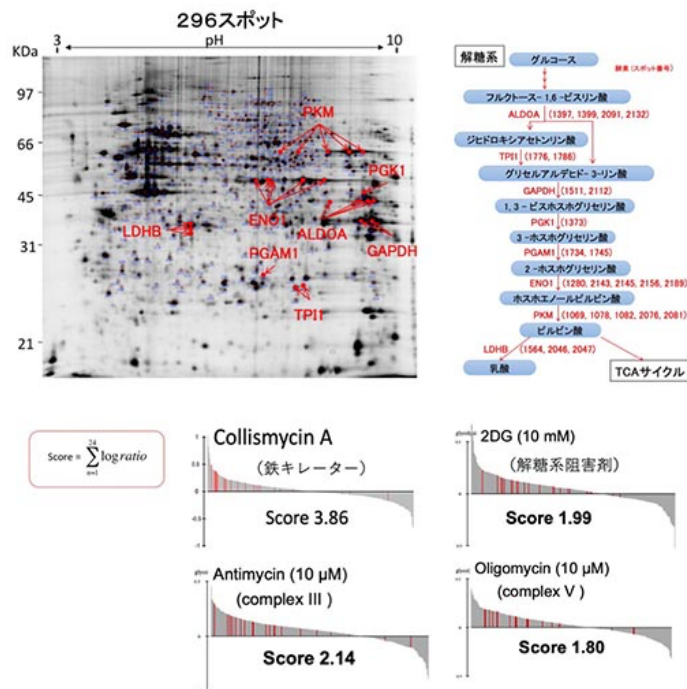 296スポット
KDa
3
pH
10
97
66
45
31
21
PKM
PGK1
LDHB
ENO1
ALDOA
PGAM1
GAPDH
TPI1
解糖系
グルコース
酵素 (スポット番号)
フルクトース-1,6-ビスリン酸
ALDOA (1397, 1399, 2091, 2132)
ジヒドロキシアセトンリン酸
TPI1 (1776, 1786)
グリセルアルデヒド-3-リン酸
GAPDH (1511, 2112)
1,3-ビスホスホグリセリン酸
PGK1 (1373)
3-ホスホグリセリン酸
PGAM1 (1734, 1745)
2-ホスホグリセリン酸
ENO1 (1280, 2143, 2145, 2156, 2189)
ホスホエノールピルビン酸
PKM (1069, 1078, 1082, 2076, 2081)
ピルビン酸
LDHB (1564, 2046, 2047)
乳酸
TCAサイクル
Score = 24 ∑ n=1 log ratio
Collismycin A
(鉄キレーター)
Score 3.86
2DG (10 mM)
(解糖系阻害剤)
Score 1.99
Antimycin (10 µM)
(complex III )
Score 2.14
Oligomycin (10 µM)
(complex V )
Score 1.80